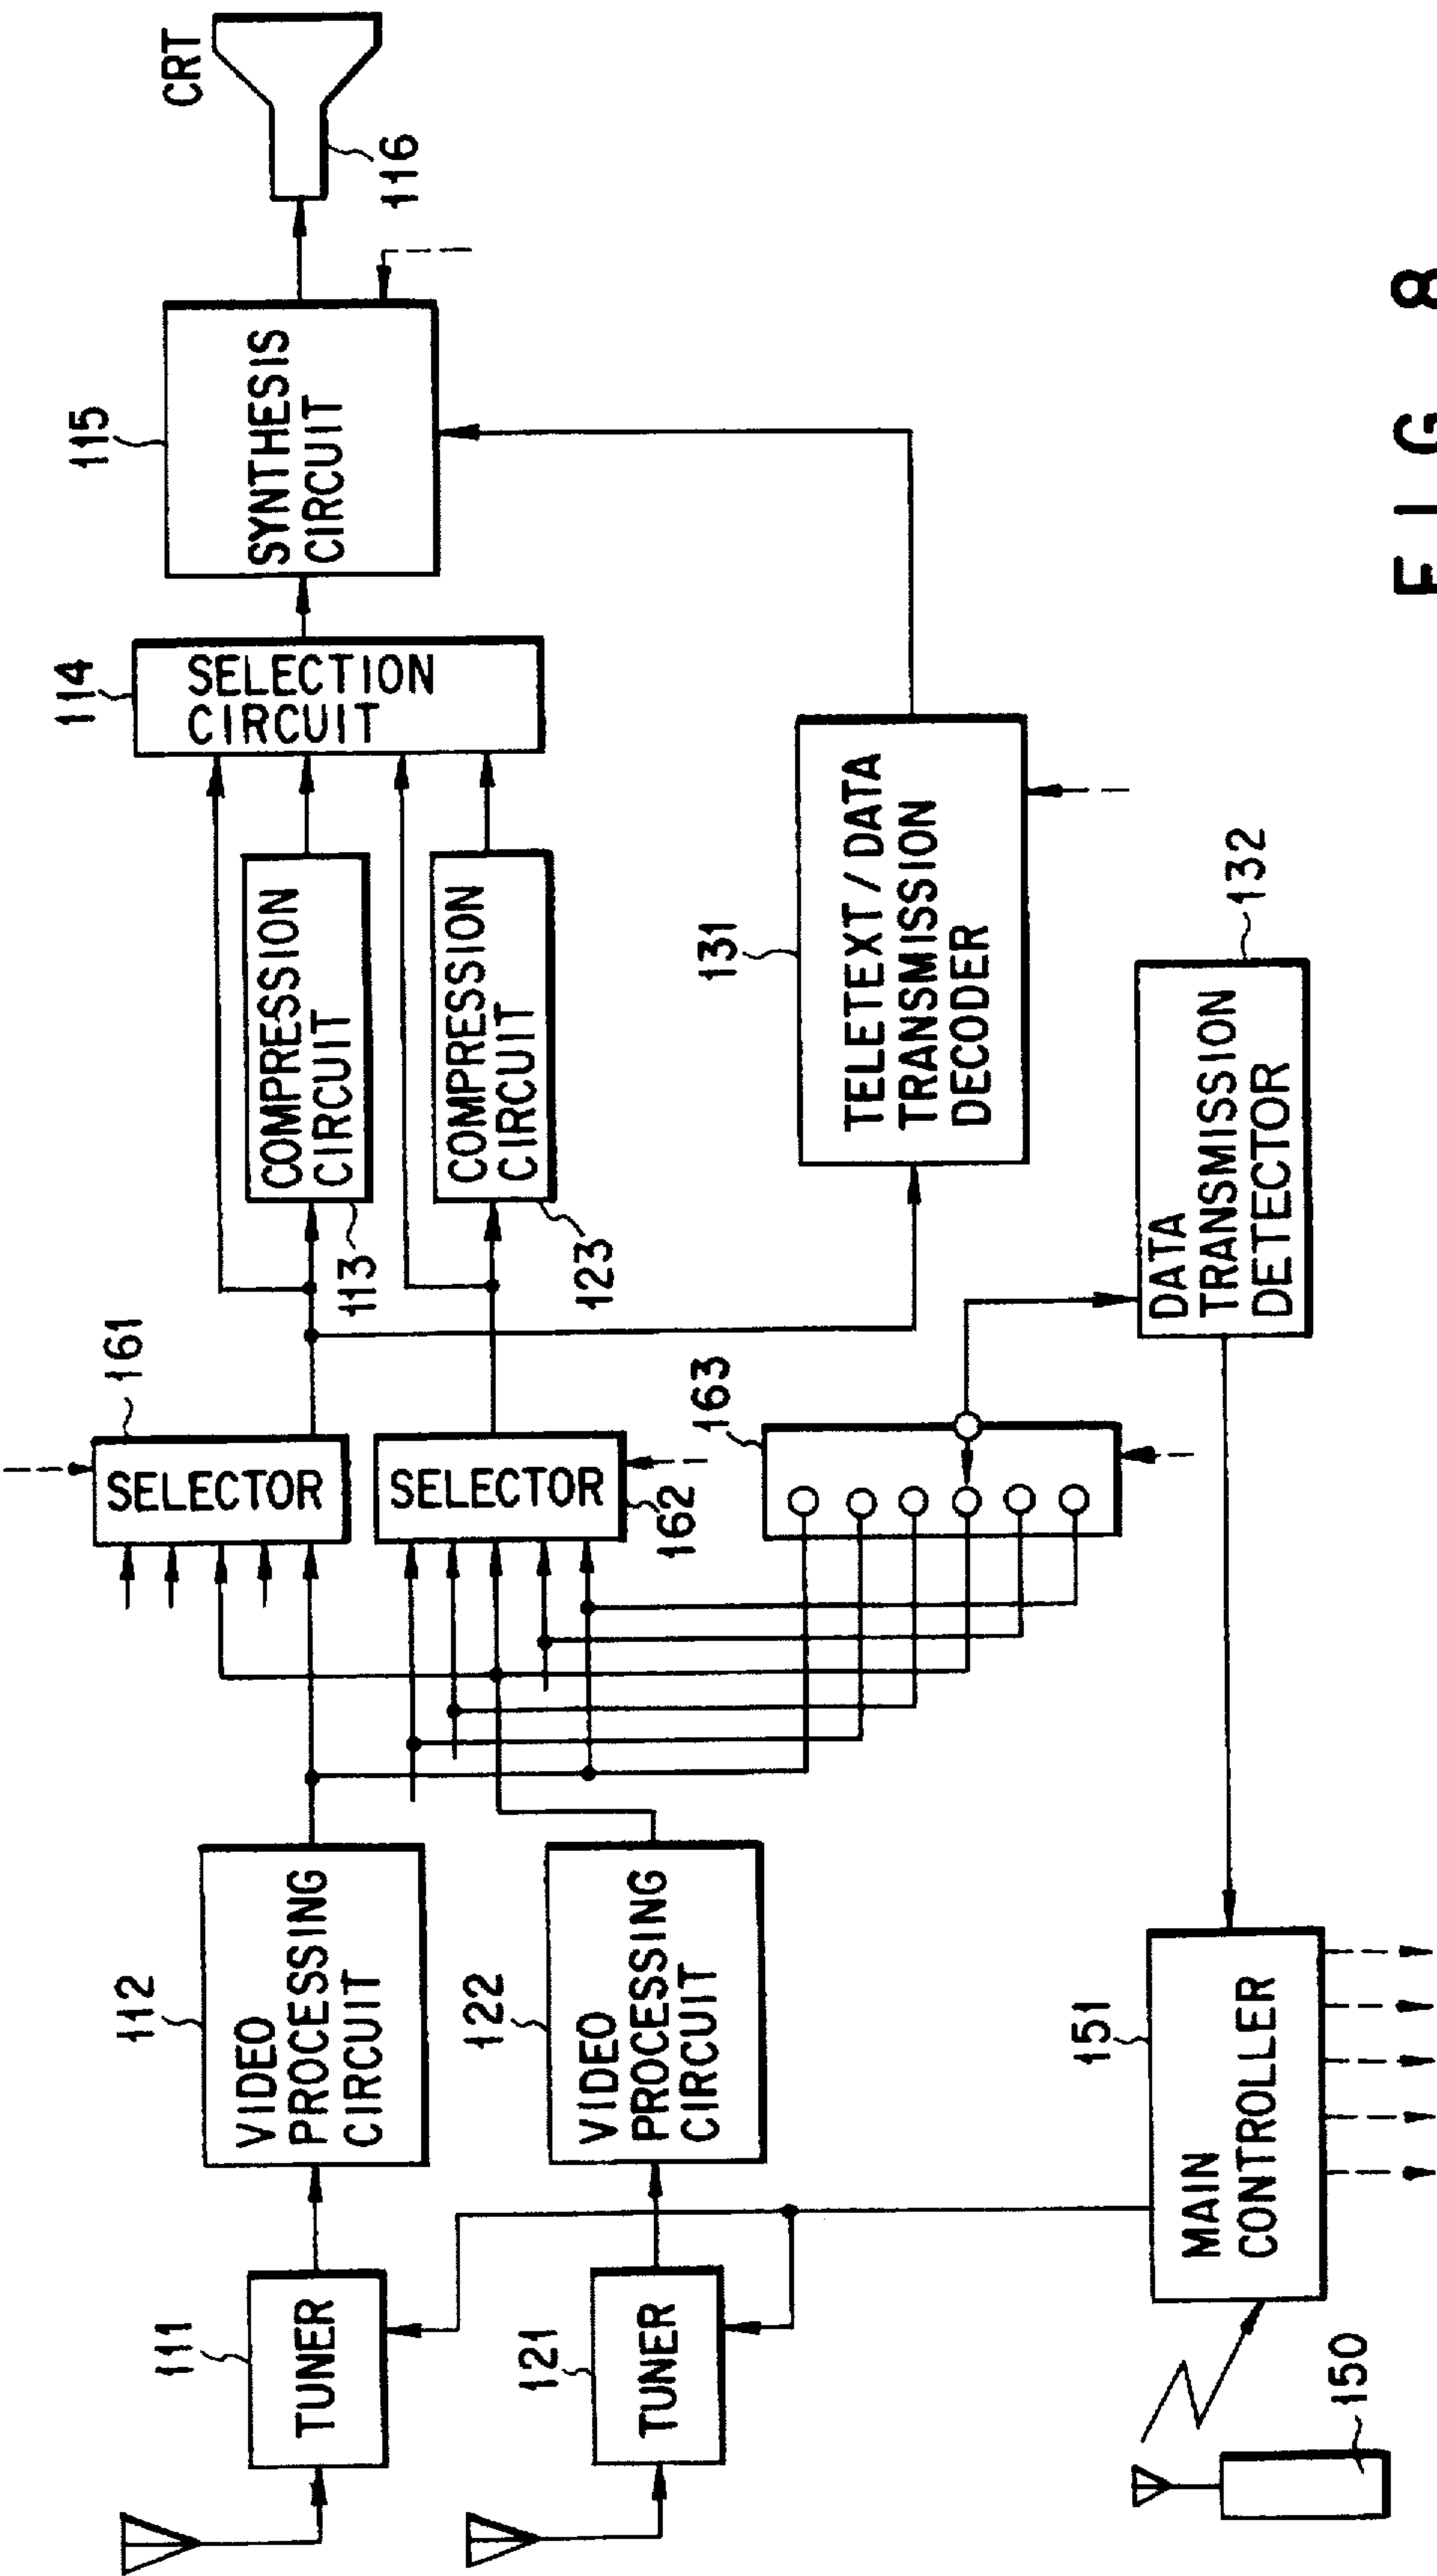 CRT
116
115
SYNTHESIS
CIRCUIT
114
SELECTION
CIRCUIT
COMPRESSION
CIRCUIT
113
COMPRESSION
CIRCUIT
123
161
SELECTOR
SELECTOR
162
163
131
TELETEXT/DATA
TRANSMISSION
DECODER
132
DATA
TRANSMISSION
DETECTOR
112
VIDEO
PROCESSING
CIRCUIT
122
VIDEO
PROCESSING
CIRCUIT
111
TUNER
121
TUNER
151
MAIN
CONTROLLER
150
FIG 8